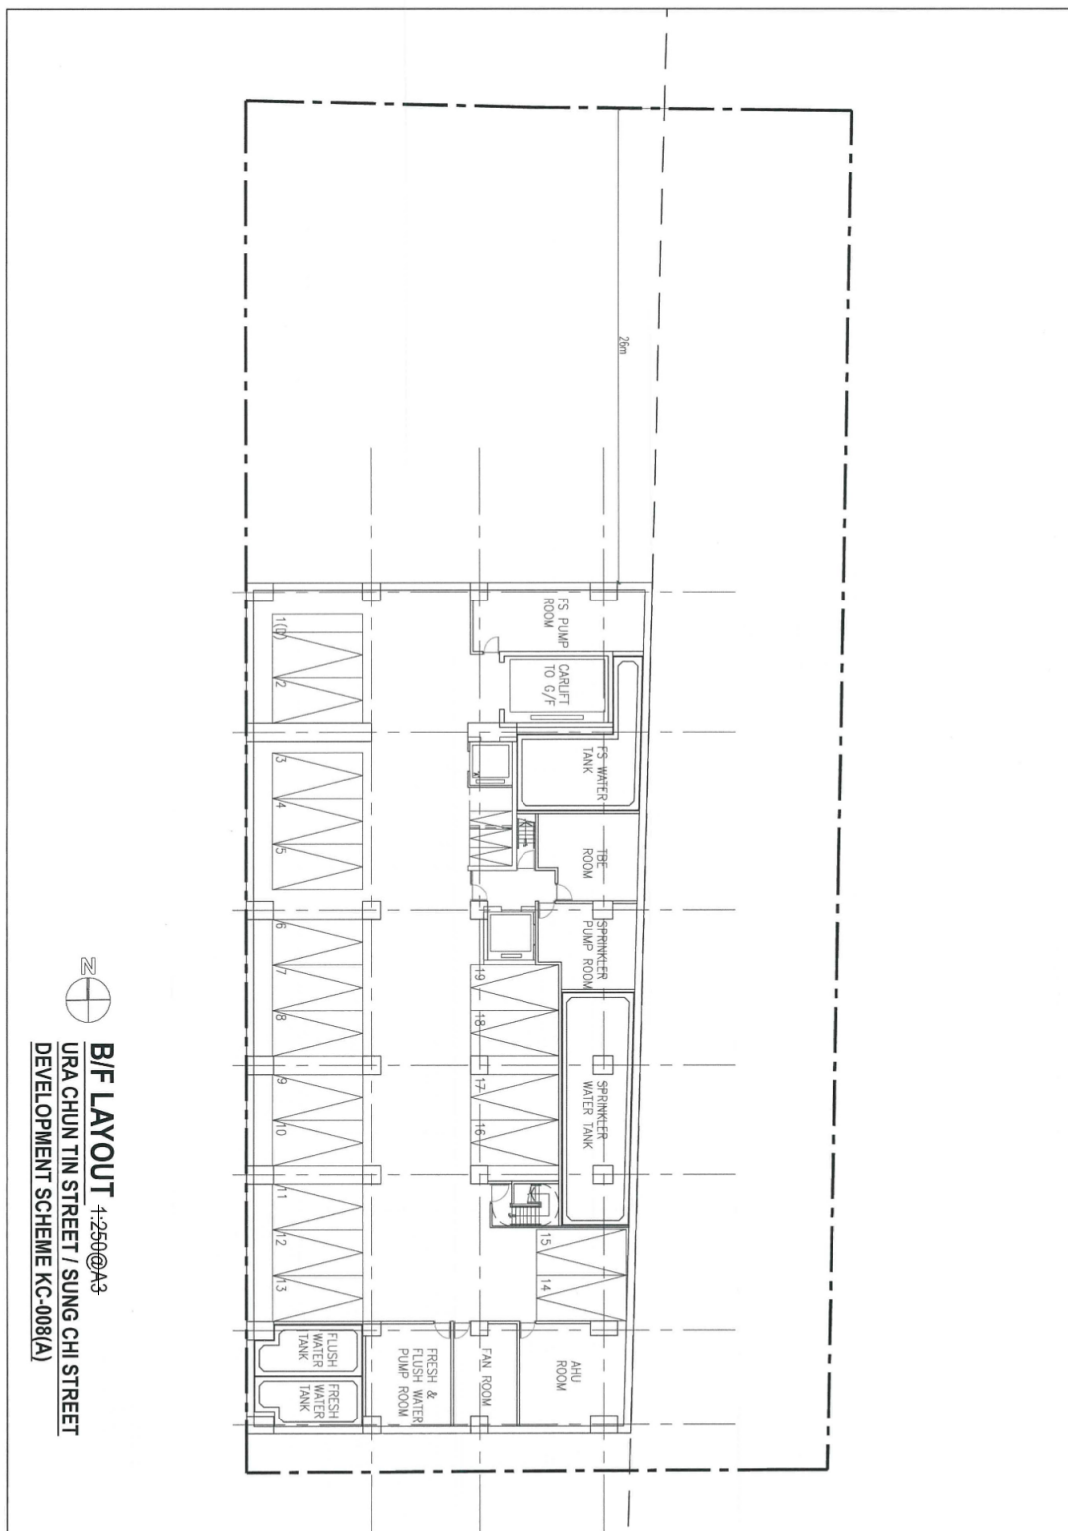 26m
FS PUMP
ROOM
CARLIFT
TO G/F
FS WATER
TANK
TBE
ROOM
SPRINKLER
PUMP ROOM
SPRINKLER
WATER TANK
1(D)
2
3
4
5
6
7
8
9
10
11
12
13
19
18
17
16
15
14
FLUSH
WATER
TANK
FRESH
WATER
TANK
FRESH &
FLUSH WATER
PUMP ROOM
FAN ROOM
AHU
ROOM
N
B/F LAYOUT 1:250@A3
URA CHUN TIN STREET / SUNG CHI STREET
DEVELOPMENT SCHEME KC-008(A)